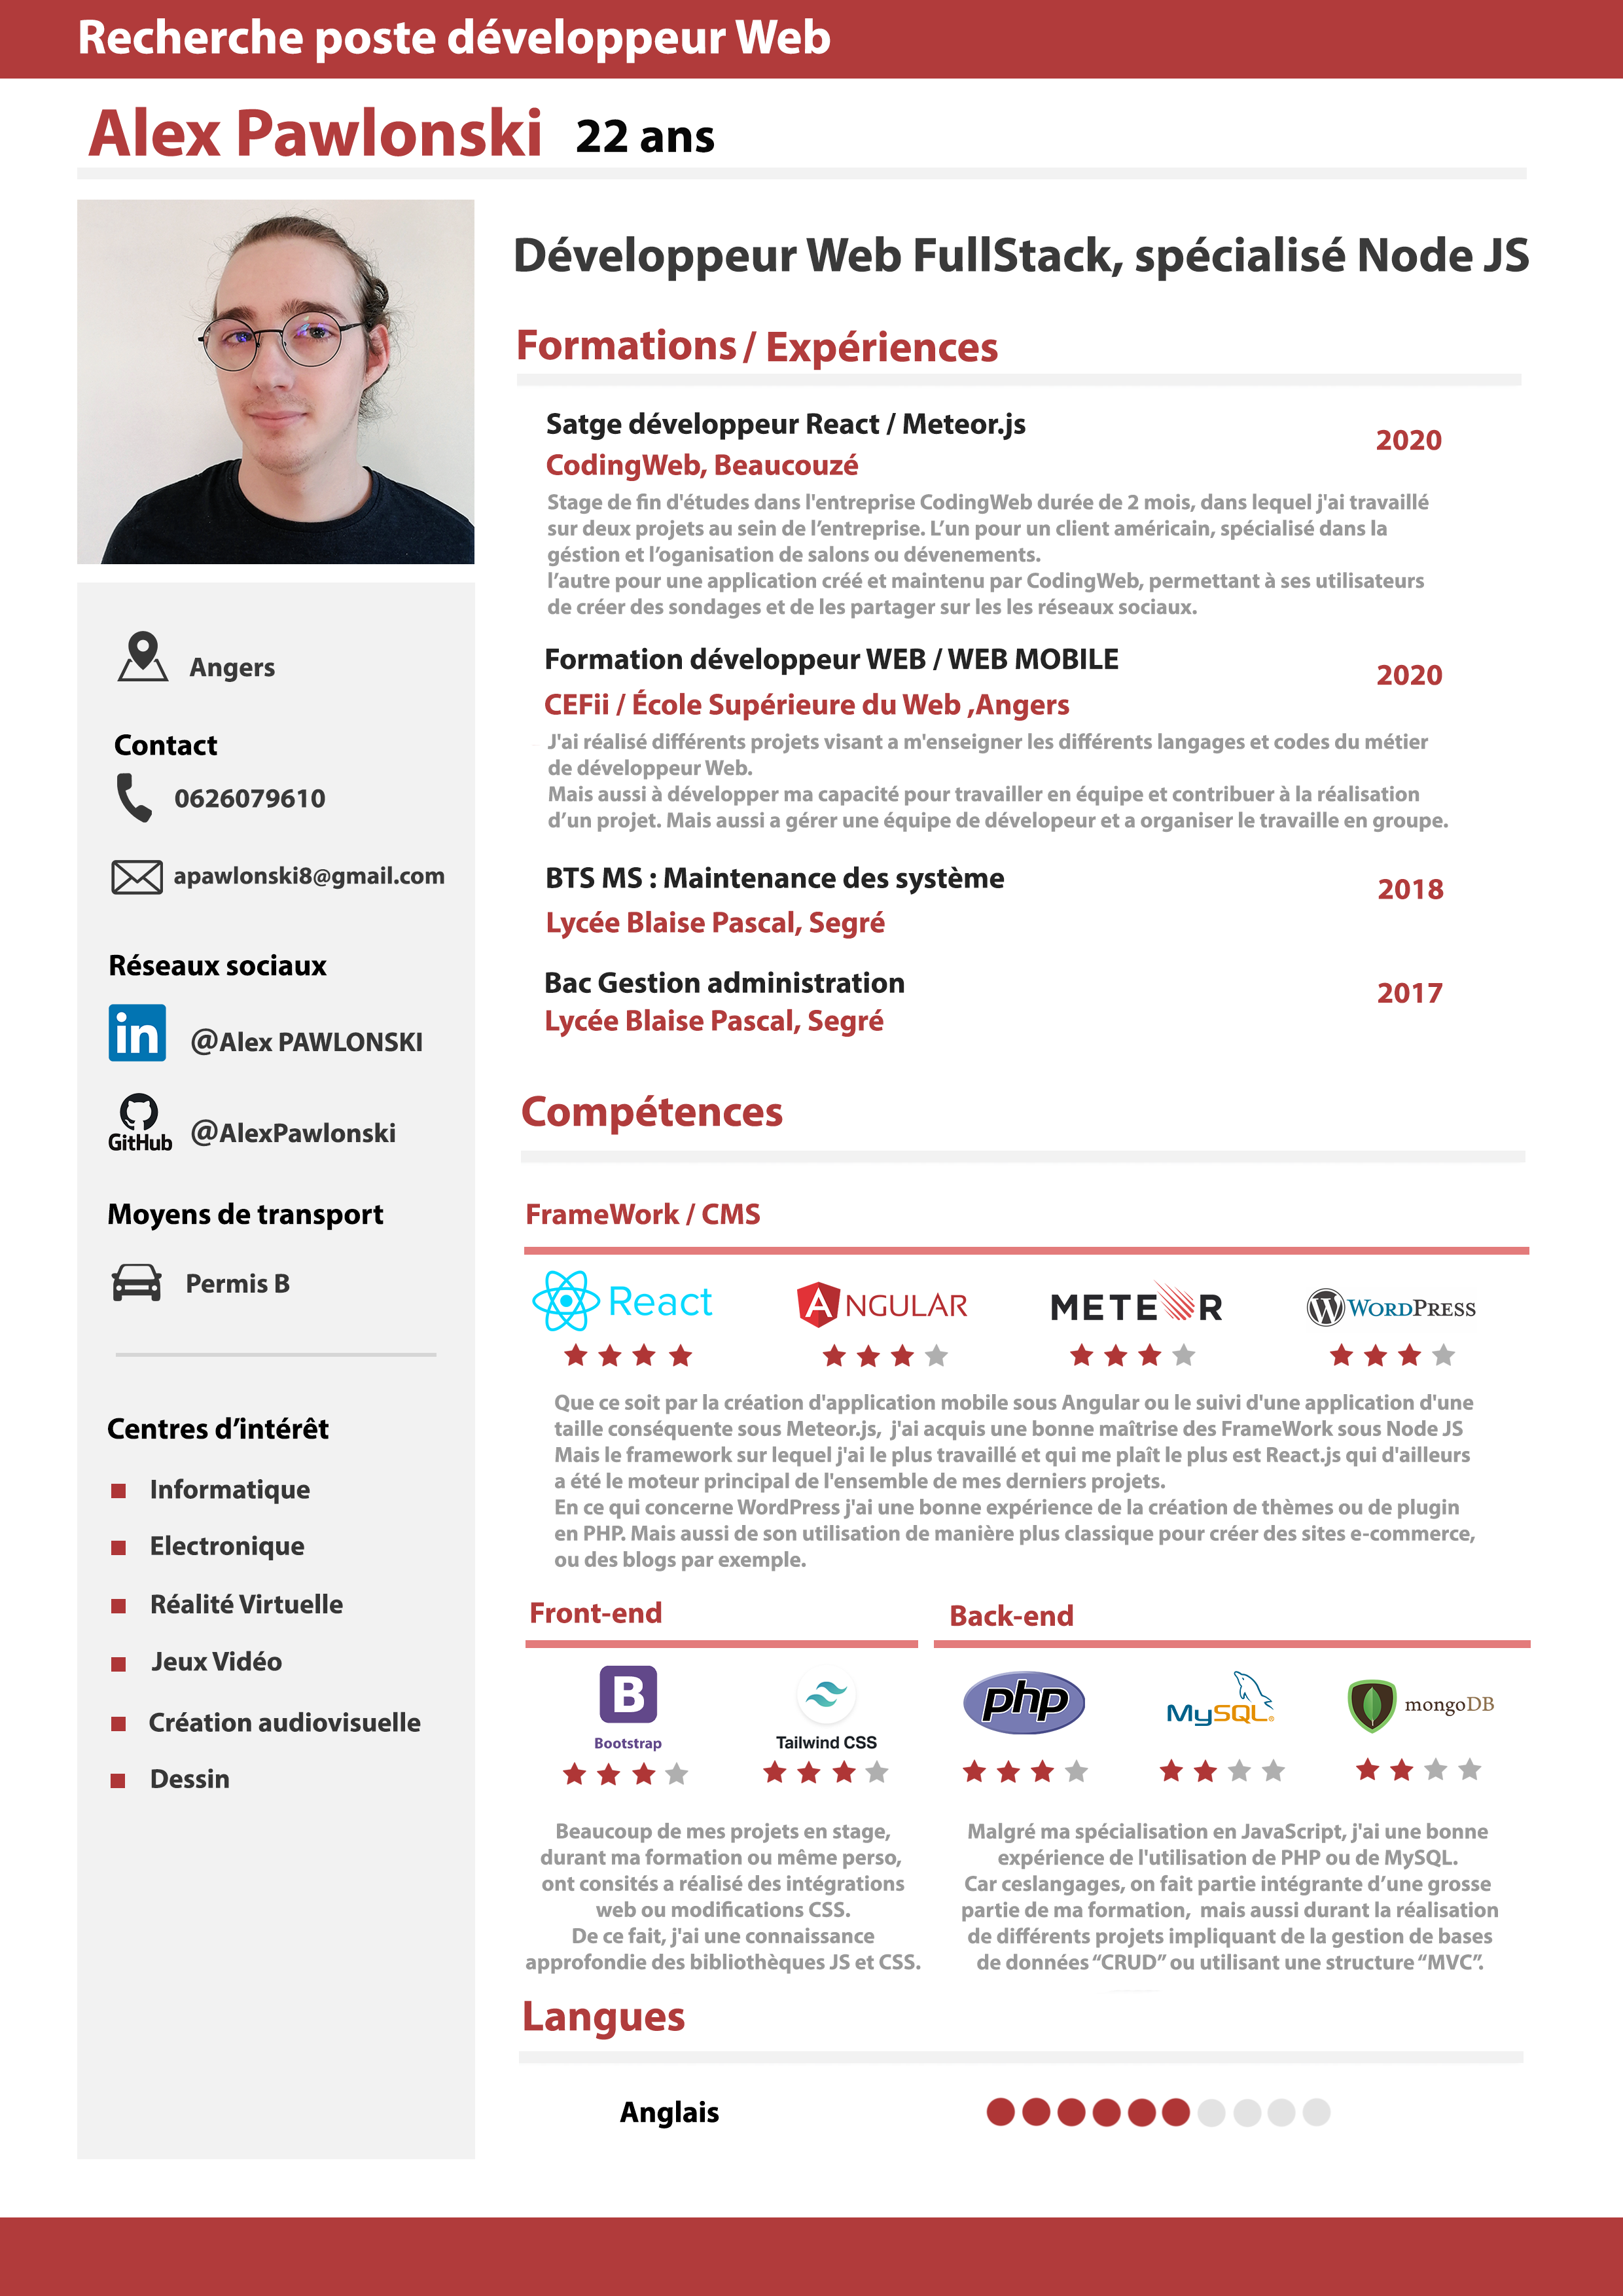 Recherche poste développeur Web
Alex Pawlonski 22 ans
Développeur Web FullStack, spécialisé Node JS
Formations / Expériences
Satge développeur React / Meteor.js
2020
CodingWeb, Beaucouzé
Stage de fin d'études dans l'entreprise CodingWeb durée de 2 mois, dans lequel j'ai travaillé
sur deux projets au sein de l’entreprise. L’un pour un client américain, spécialisé dans la
géstion et l’oganisation de salons ou dévenements.
l’autre pour une application créé et maintenu par CodingWeb, permettant à ses utilisateurs
de créer des sondages et de les partager sur les les réseaux sociaux.
Formation développeur WEB / WEB MOBILE
2020
CEFii / École Supérieure du Web ,Angers
J'ai réalisé différents projets visant a m'enseigner les différents langages et codes du métier
de développeur Web.
Mais aussi à développer ma capacité pour travailler en équipe et contribuer à la réalisation
d’un projet. Mais aussi a gérer une équipe de dévelopeur et a organiser le travaille en groupe.
BTS MS : Maintenance des système
2018
Lycée Blaise Pascal, Segré
Bac Gestion administration
2017
Lycée Blaise Pascal, Segré
Angers
Contact
0626079610
apawlonski8@gmail.com
Réseaux sociaux
in @Alex PAWLONSKI
GitHub @AlexPawlonski
Moyens de transport
Permis B
Centres d’intérêt
Informatique
Electronique
Réalité Virtuelle
Jeux Vidéo
Création audiovisuelle
Dessin
Compétences
FrameWork / CMS
React
ANGULAR
METEOR
WORDPRESS
Que ce soit par la création d'application mobile sous Angular ou le suivi d'une application d'une
taille conséquente sous Meteor.js, j'ai acquis une bonne maîtrise des FrameWork sous Node JS
Mais le framework sur lequel j'ai le plus travaillé et qui me plaît le plus est React.js qui d'ailleurs
a été le moteur principal de l'ensemble de mes derniers projets.
En ce qui concerne WordPress j'ai une bonne expérience de la création de thèmes ou de plugin
en PHP. Mais aussi de son utilisation de manière plus classique pour créer des sites e-commerce,
ou des blogs par exemple.
Front-end
B
Bootstrap
Tailwind CSS
Beaucoup de mes projets en stage,
durant ma formation ou même perso,
ont consités a réalisé des intégrations
web ou modifications CSS.
De ce fait, j'ai une connaissance
approfondie des bibliothèques JS et CSS.
Back-end
php
MySQL
mongoDB
Malgré ma spécialisation en JavaScript, j'ai une bonne
expérience de l'utilisation de PHP ou de MySQL.
Car ceslangages, on fait partie intégrante d’une grosse
partie de ma formation, mais aussi durant la réalisation
de différents projets impliquant de la gestion de bases
de données “CRUD” ou utilisant une structure “MVC”.
Langues
Anglais